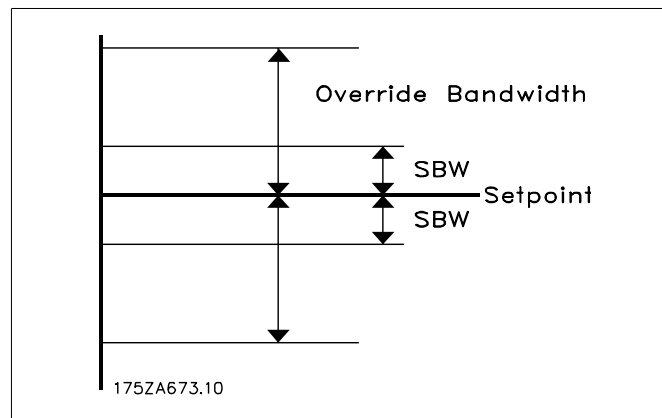 Override Bandwidth
SBW
Setpoint
SBW
175ZA673.10